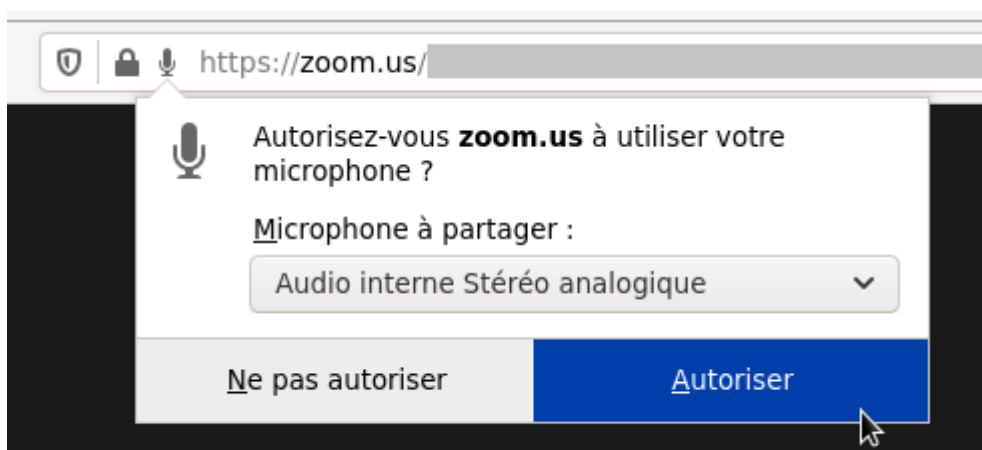 https://zoom.us/
Autorisez-vous zoom.us à utiliser votre
microphone ?
Microphone à partager :
Audio interne Stéréo analogique
Ne pas autoriser
Autoriser